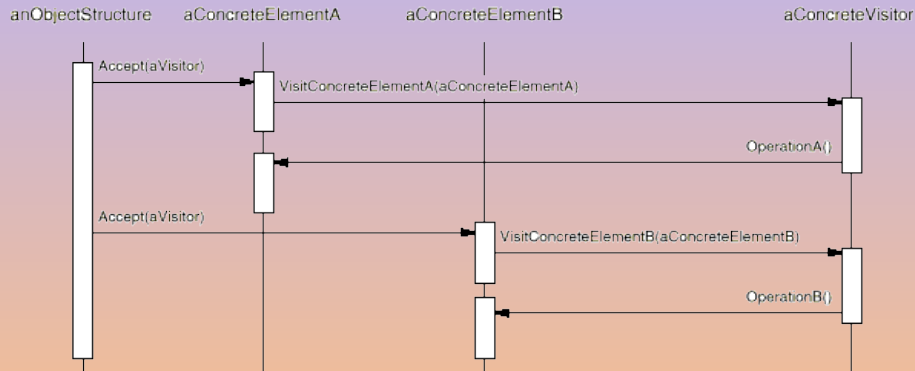 anObjectStructure aConcreteElementA aConcreteElementB aConcreteVisitor
Accept(aVisitor)
VisitConcreteElementA(aConcreteElementA)
OperationA()
Accept(aVisitor)
VisitConcreteElementB(aConcreteElementB)
OperationB()